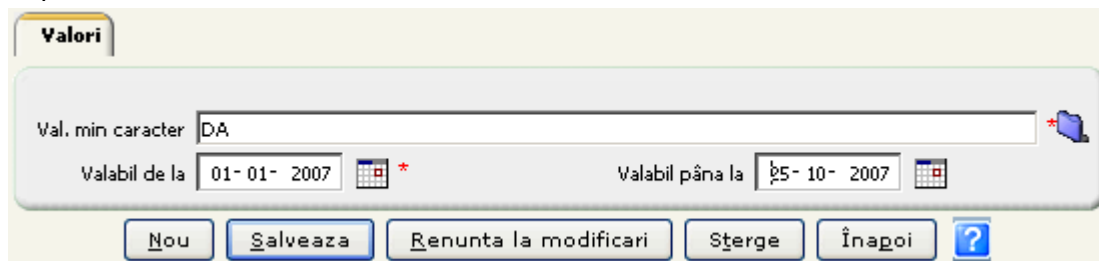 Valori
Val. min caracter DA *
Valabil de la 01-01- 2007 * Valabil pâna la 25-10- 2007
Nou Salveaza Renunta la modificari Sterge Înapoi ?